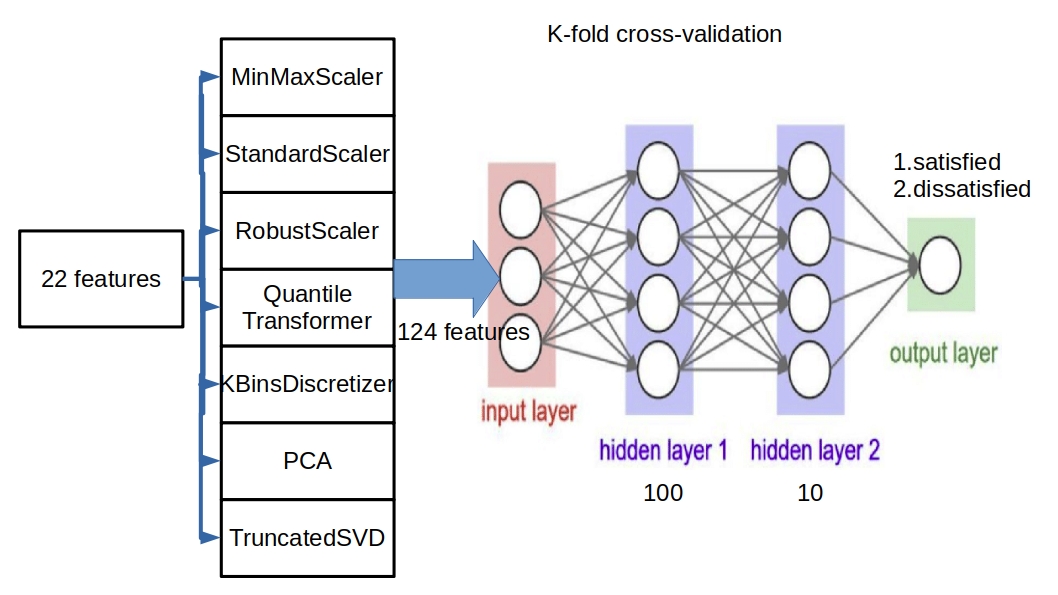 K-fold cross-validation
22 features
MinMaxScaler
StandardScaler
RobustScaler
Quantile
Transformer
KBinsDiscretizer
PCA
TruncatedSVD
124 features
input layer
hidden layer 1
100
hidden layer 2
10
1.satisfied
2.dissatisfied
output layer